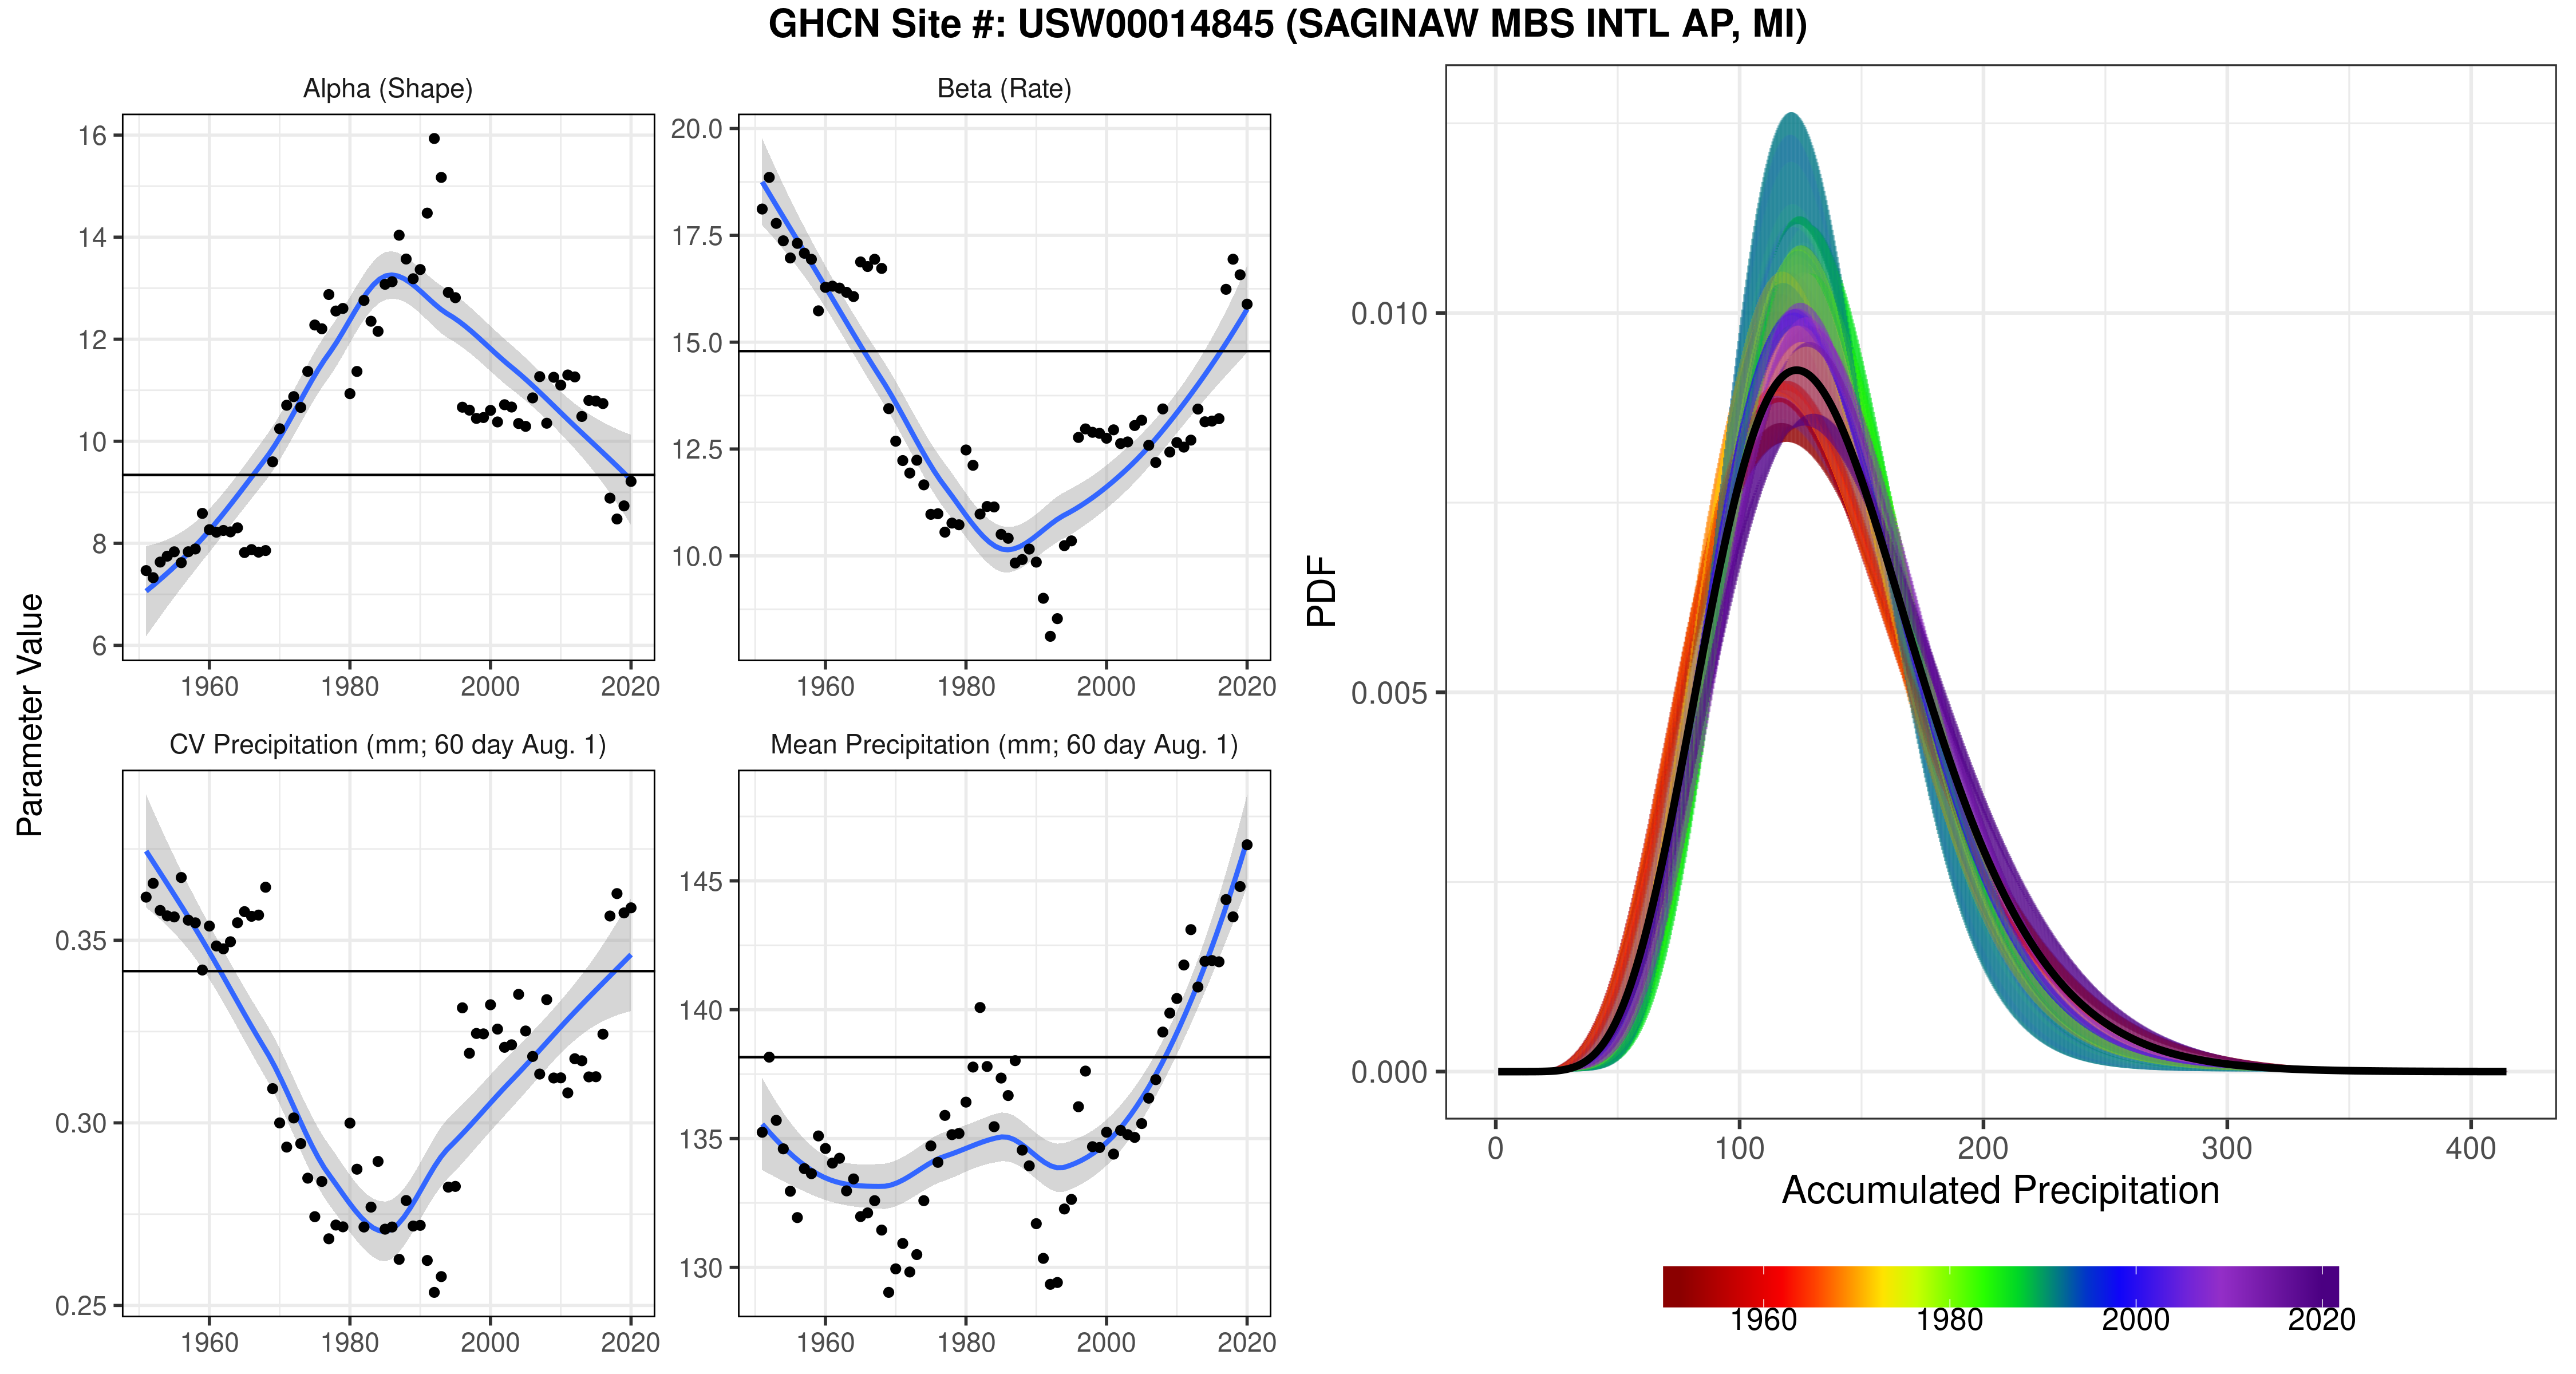 GHCN Site #: USW00014845 (SAGINAW MBS INTL AP, MI)
Parameter Value
Alpha (Shape)
16
14
12
10
8
6
1960 1980 2000 2020
Beta (Rate)
20.0
17.5
15.0
12.5
10.0
1960 1980 2000 2020
CV Precipitation (mm; 60 day Aug. 1)
0.35
0.30
0.25
1960 1980 2000 2020
Mean Precipitation (mm; 60 day Aug. 1)
145
140
135
130
1960 1980 2000 2020
PDF
0.010
0.005
0.000
0 100 200 300 400
Accumulated Precipitation
1960 1980 2000 2020